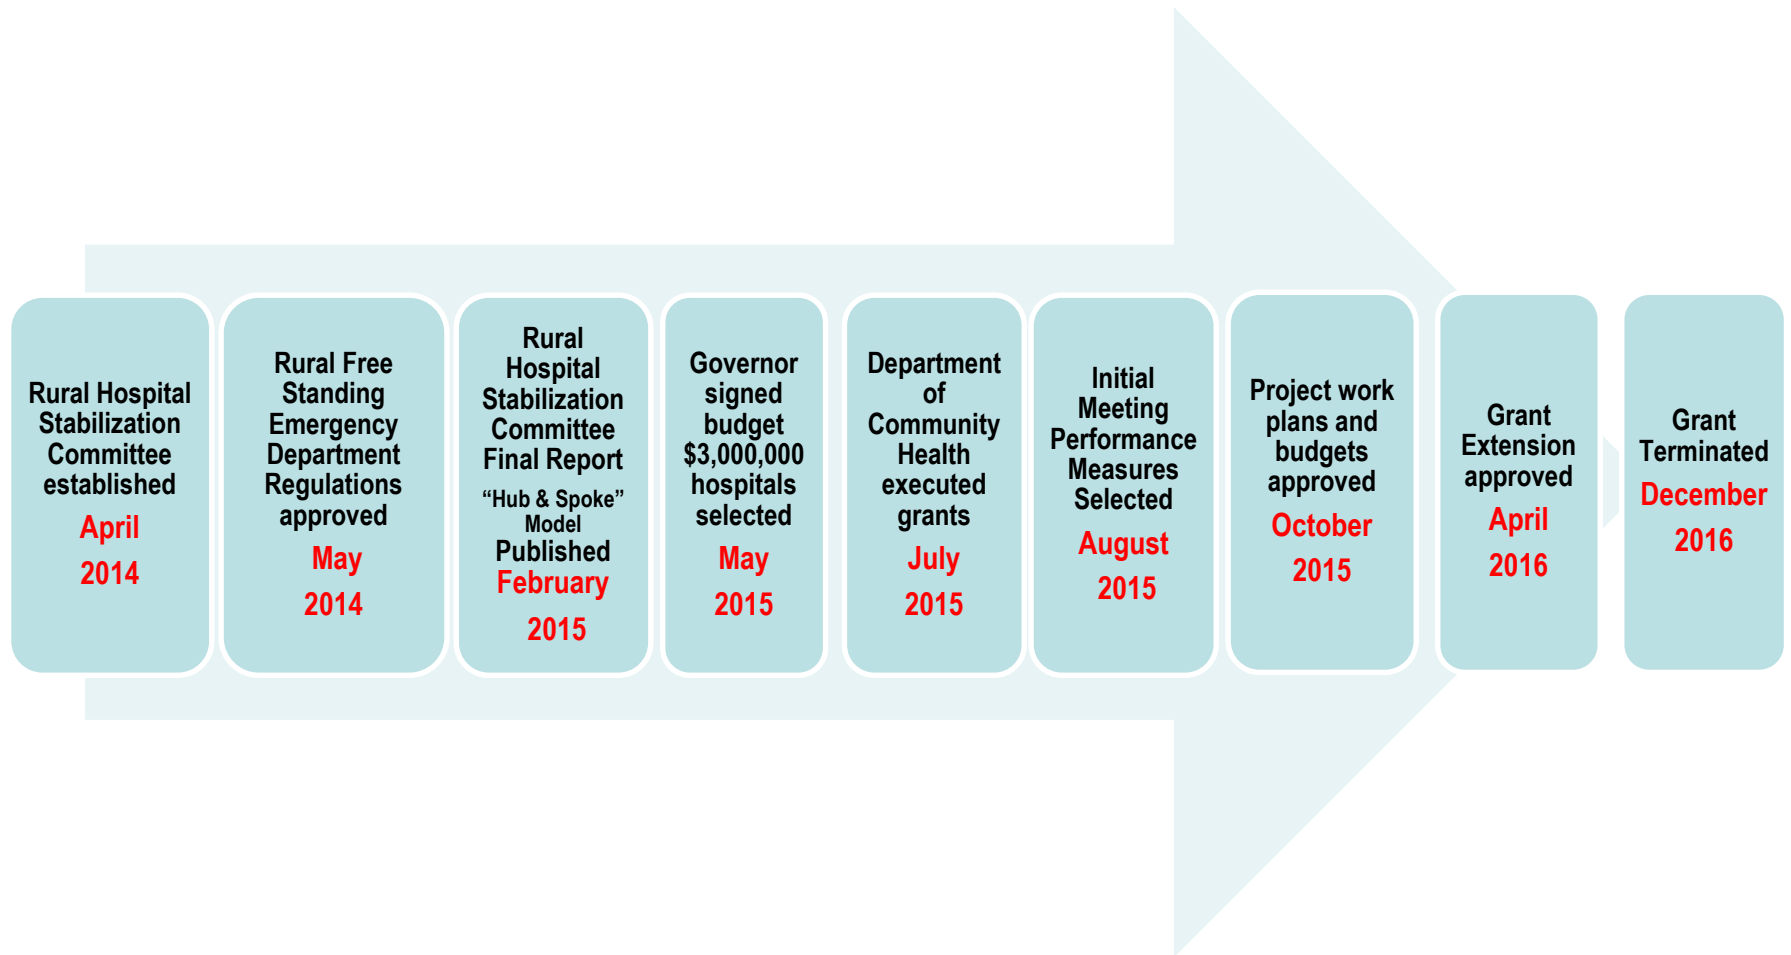 Rural Hospital
Stabilization
Committee
established
April
2014
Rural Free
Standing
Emergency
Department
Regulations
approved
May
2014
Rural
Hospital
Stabilization
Committee
Final Report
“Hub & Spoke”
Model
Published
February
2015
Governor
signed
budget
$3,000,000
hospitals
selected
May
2015
Department
of
Community
Health
executed
grants
July
2015
Initial
Meeting
Performance
Measures
Selected
August
2015
Project work
plans and
budgets
approved
October
2015
Grant
Extension
approved
April
2016
Grant
Terminated
December
2016